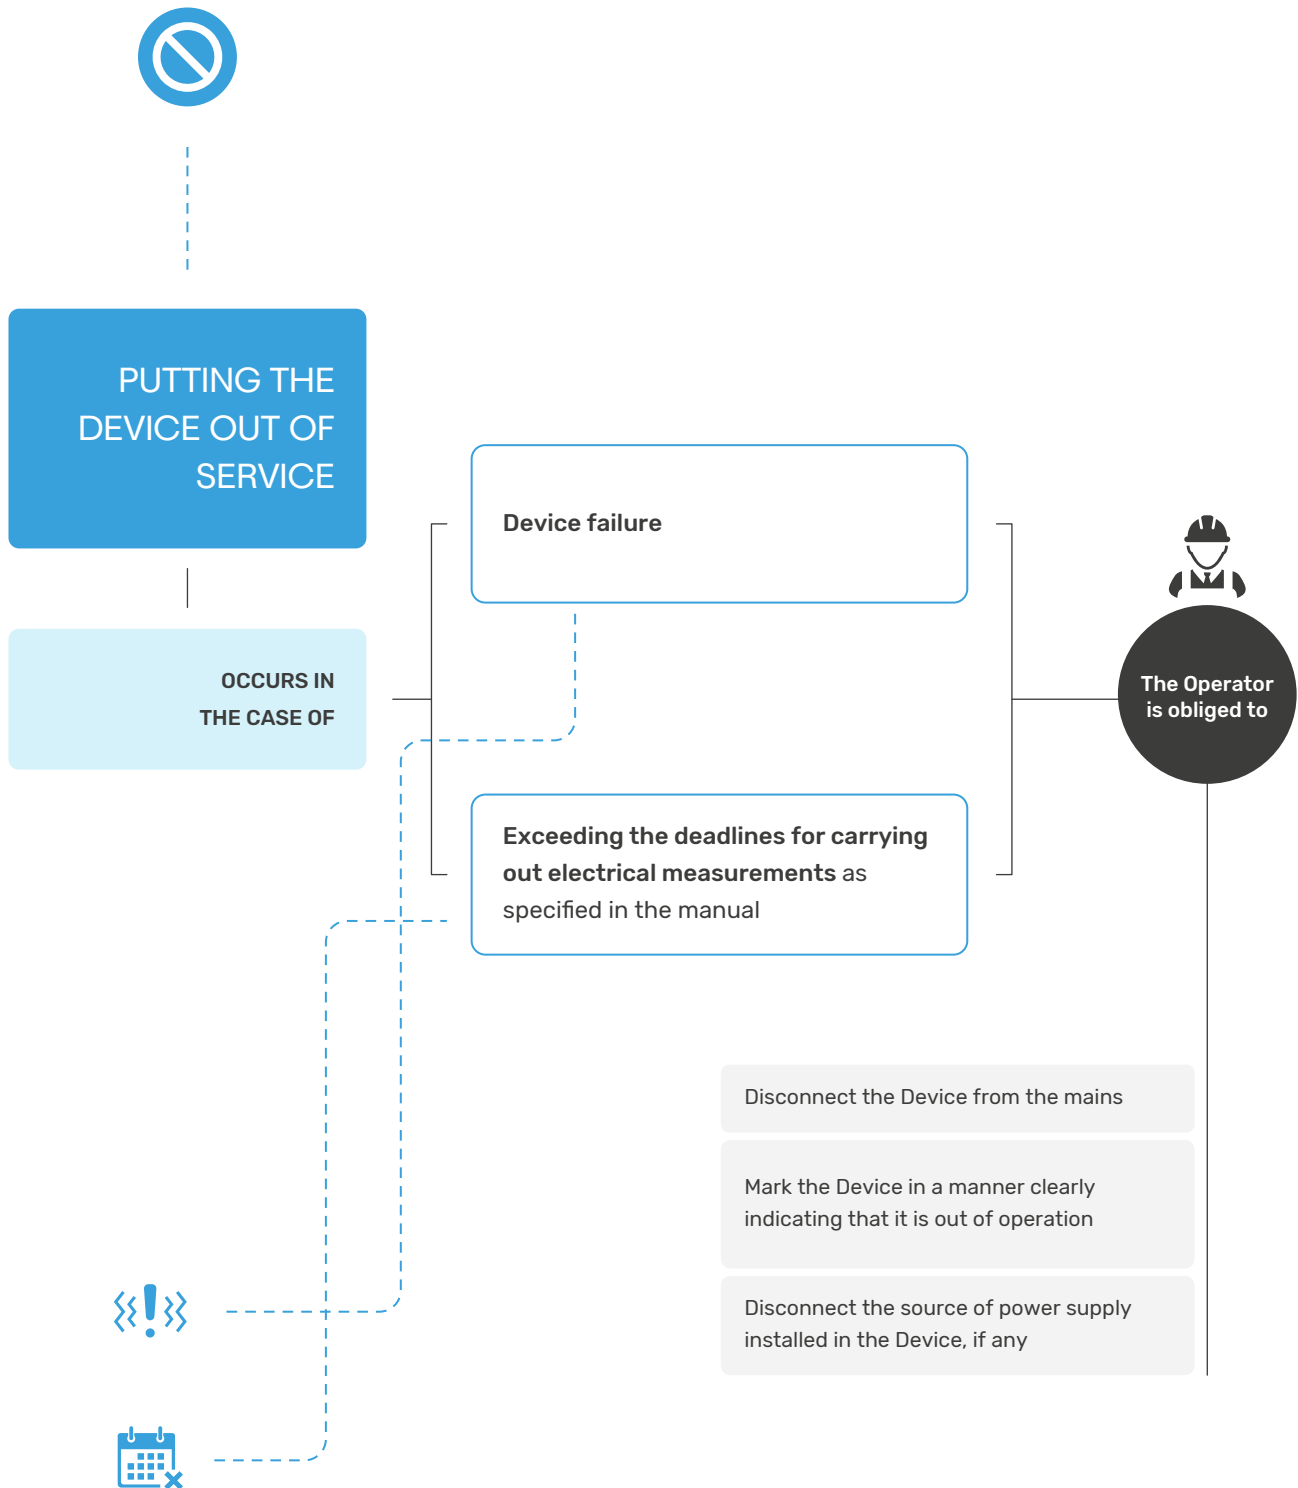 PUTTING THE
DEVICE OUT OF
SERVICE
OCCURS IN
THE CASE OF
Device failure
Exceeding the deadlines for carrying
out electrical measurements as
specified in the manual
The Operator
is obliged to
Disconnect the Device from the mains
Mark the Device in a manner clearly
indicating that it is out of operation
Disconnect the source of power supply
installed in the Device, if any